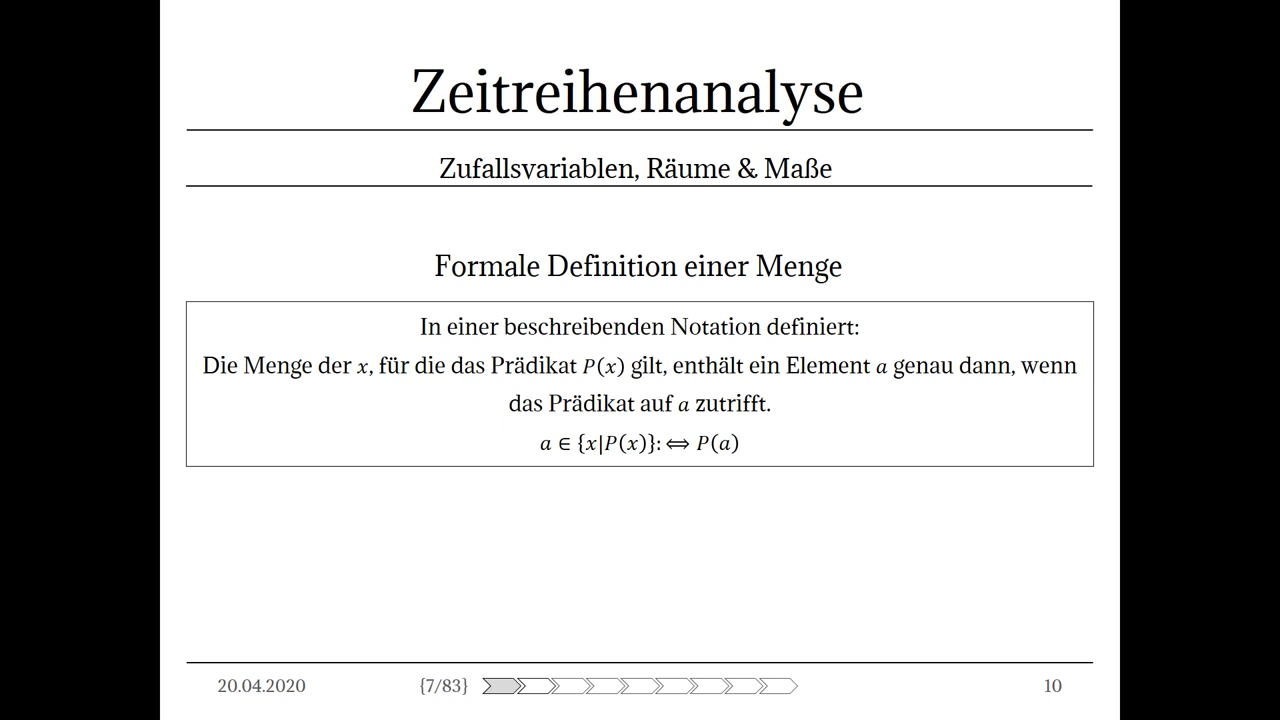 Zeitreihenanalyse
Zufallsvariablen, Räume & Maße
Formale Definition einer Menge
In einer beschreibenden Notation definiert:
Die Menge der x, für die das Prädikat P(x) gilt, enthält ein Element a genau dann, wenn
das Prädikat auf a zutrifft.
a ∈ {x|P(x)}:⟺ P(a)
20.04.2020 {7/83} 10